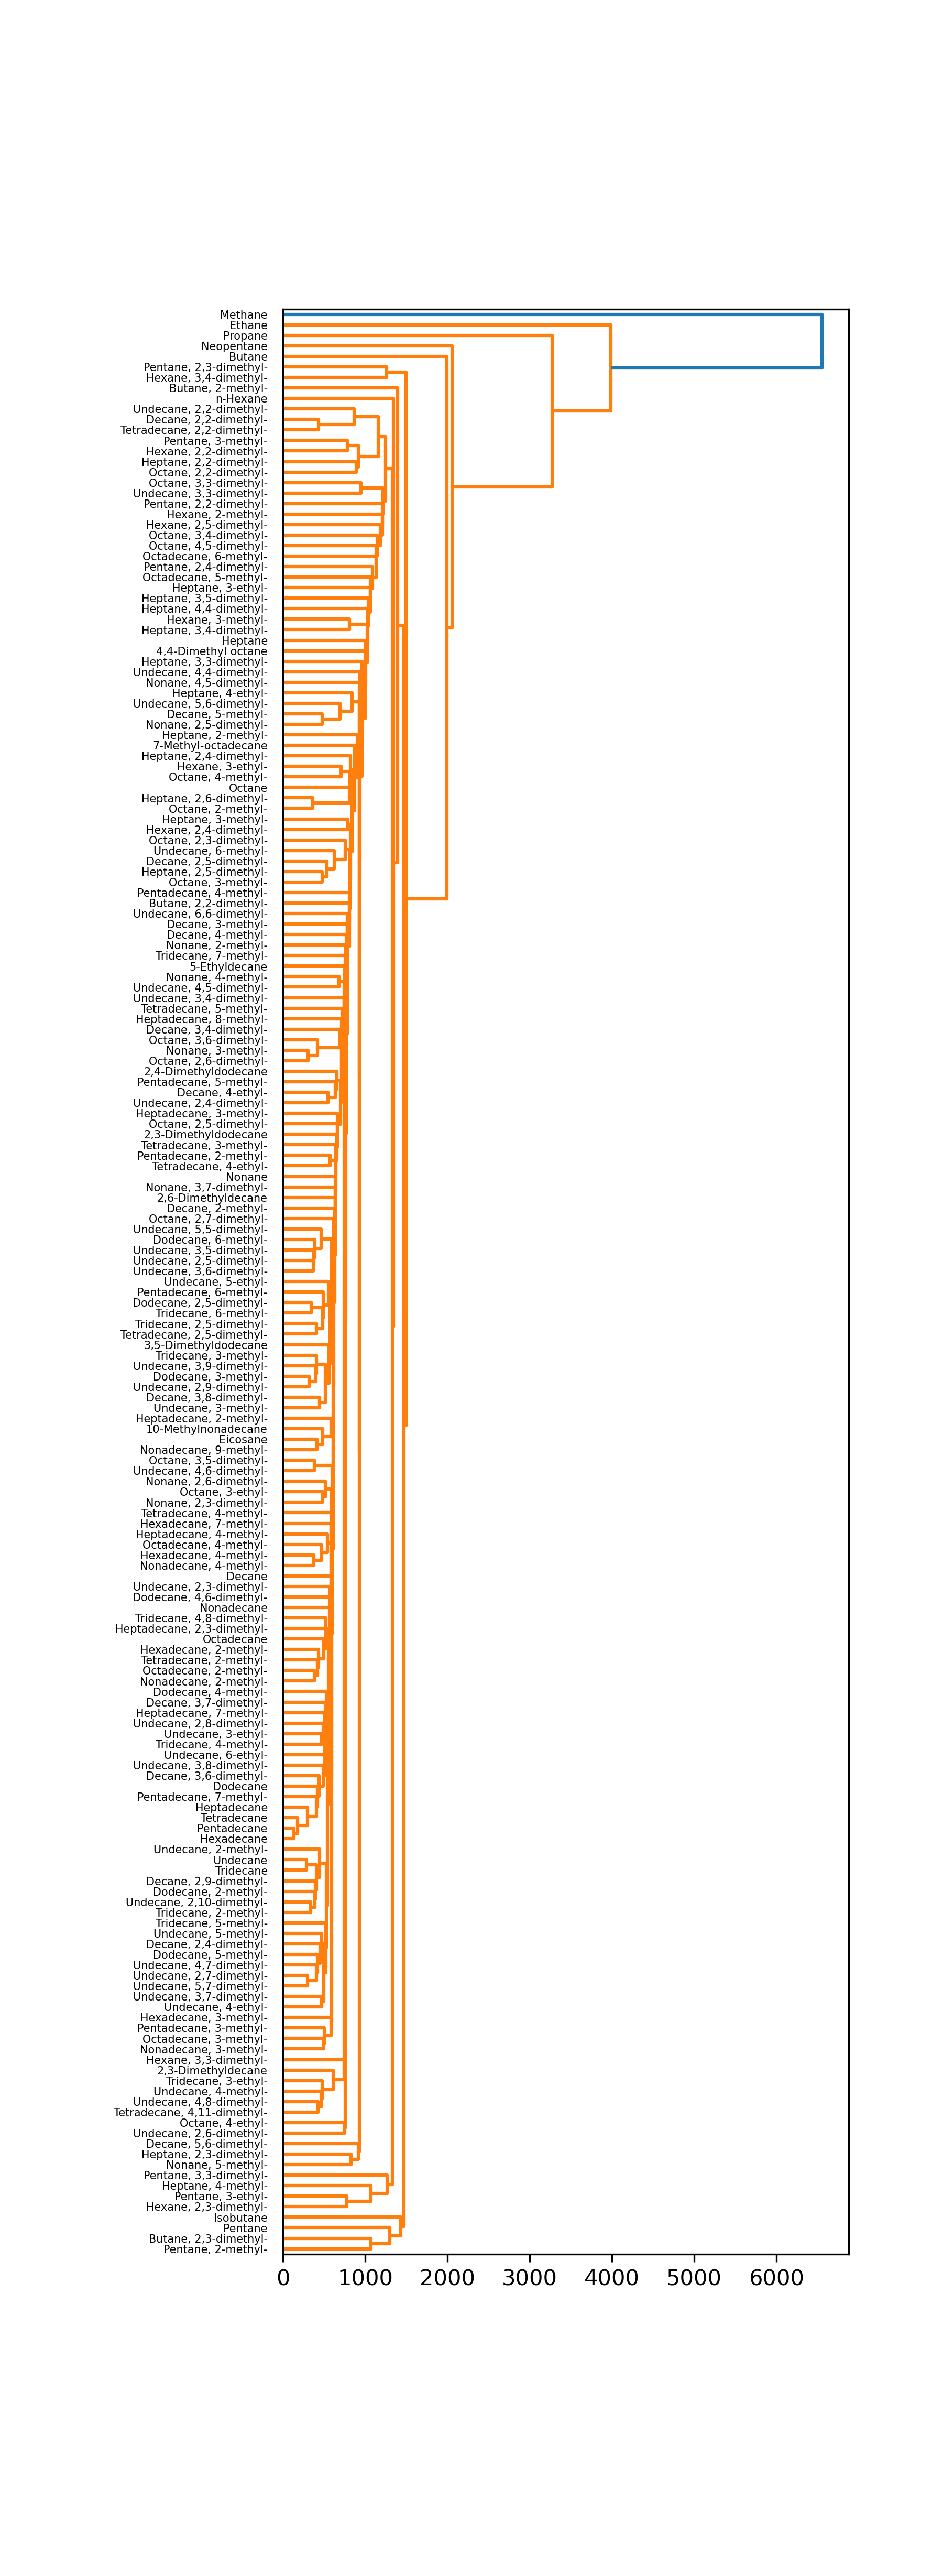 Methane
Ethane
Propane
Neopentane
Butane
Pentane, 2,3-dimethyl-
Hexane, 3,4-dimethyl-
Butane, 2-methyl-
n-Hexane
Undecane, 2,2-dimethyl-
Decane, 2,2-dimethyl-
Tetradecane, 2,2-dimethyl-
Pentane, 3-methyl-
Hexane, 2,2-dimethyl-
Heptane, 2,2-dimethyl-
Octane, 2,2-dimethyl-
Octane, 3,3-dimethyl-
Undecane, 3,3-dimethyl-
Pentane, 2,2-dimethyl-
Hexane, 2-methyl-
Hexane, 2,5-dimethyl-
Octane, 3,4-dimethyl-
Octane, 4,5-dimethyl-
Octadecane, 6-methyl-
Pentane, 2,4-dimethyl-
Octadecane, 5-methyl-
Heptane, 3-ethyl-
Heptane, 3,5-dimethyl-
Heptane, 4,4-dimethyl-
Hexane, 3-methyl-
Heptane, 3,4-dimethyl-
Heptane
4,4-Dimethyl octane
Heptane, 3,3-dimethyl-
Undecane, 4,4-dimethyl-
Nonane, 4,5-dimethyl-
Heptane, 4-ethyl-
Undecane, 5,6-dimethyl-
Decane, 5-methyl-
Nonane, 2,5-dimethyl-
Heptane, 2-methyl-
7-Methyl-octadecane
Heptane, 2,4-dimethyl-
Hexane, 3-ethyl-
Octane, 4-methyl-
Octane
Heptane, 2,6-dimethyl-
Octane, 2-methyl-
Heptane, 3-methyl-
Hexane, 2,4-dimethyl-
Octane, 2,3-dimethyl-
Undecane, 6-methyl-
Decane, 2,5-dimethyl-
Heptane, 2,5-dimethyl-
Octane, 3-methyl-
Pentadecane, 4-methyl-
Butane, 2,2-dimethyl-
Undecane, 6,6-dimethyl-
Decane, 3-methyl-
Decane, 4-methyl-
Nonane, 2-methyl-
Tridecane, 7-methyl-
5-Ethyldecane
Nonane, 4-methyl-
Undecane, 4,5-dimethyl-
Undecane, 3,4-dimethyl-
Tetradecane, 5-methyl-
Heptadecane, 8-methyl-
Decane, 3,4-dimethyl-
Octane, 3,6-dimethyl-
Nonane, 3-methyl-
Octane, 2,6-dimethyl-
2,4-Dimethyldodecane
Pentadecane, 5-methyl-
Decane, 4-ethyl-
Undecane, 2,4-dimethyl-
Heptadecane, 3-methyl-
Octane, 2,5-dimethyl-
2,3-Dimethyldodecane
Tetradecane, 3-methyl-
Pentadecane, 2-methyl-
Tetradecane, 4-ethyl-
Nonane
Nonane, 3,7-dimethyl-
2,6-Dimethyldecane
Decane, 2-methyl-
Octane, 2,7-dimethyl-
Undecane, 5,5-dimethyl-
Dodecane, 6-methyl-
Undecane, 3,5-dimethyl-
Undecane, 2,5-dimethyl-
Undecane, 3,6-dimethyl-
Undecane, 5-ethyl-
Pentadecane, 6-methyl-
Dodecane, 2,5-dimethyl-
Tridecane, 6-methyl-
Tridecane, 2,5-dimethyl-
Tetradecane, 2,5-dimethyl-
3,5-Dimethyldodecane
Tridecane, 3-methyl-
Undecane, 3,9-dimethyl-
Dodecane, 3-methyl-
Undecane, 2,9-dimethyl-
Decane, 3,8-dimethyl-
Undecane, 3-methyl-
Heptadecane, 2-methyl-
10-Methylnonadecane
Eicosane
Nonadecane, 9-methyl-
Octane, 3,5-dimethyl-
Undecane, 4,6-dimethyl-
Nonane, 2,6-dimethyl-
Octane, 3-ethyl-
Nonane, 2,3-dimethyl-
Tetradecane, 4-methyl-
Hexadecane, 7-methyl-
Heptadecane, 4-methyl-
Octadecane, 4-methyl-
Hexadecane, 4-methyl-
Nonadecane, 4-methyl-
Decane
Undecane, 2,3-dimethyl-
Dodecane, 4,6-dimethyl-
Nonadecane
Tridecane, 4,8-dimethyl-
Heptadecane, 2,3-dimethyl-
Octadecane
Hexadecane, 2-methyl-
Tetradecane, 2-methyl-
Octadecane, 2-methyl-
Nonadecane, 2-methyl-
Dodecane, 4-methyl-
Decane, 3,7-dimethyl-
Heptadecane, 7-methyl-
Undecane, 2,8-dimethyl-
Undecane, 3-ethyl-
Tridecane, 4-methyl-
Undecane, 6-ethyl-
Undecane, 3,8-dimethyl-
Decane, 3,6-dimethyl-
Dodecane
Pentadecane, 7-methyl-
Heptadecane
Tetradecane
Pentadecane
Hexadecane
Undecane, 2-methyl-
Undecane
Tridecane
Decane, 2,9-dimethyl-
Dodecane, 2-methyl-
Undecane, 2,10-dimethyl-
Tridecane, 2-methyl-
Tridecane, 5-methyl-
Undecane, 5-methyl-
Decane, 2,4-dimethyl-
Dodecane, 5-methyl-
Undecane, 4,7-dimethyl-
Undecane, 2,7-dimethyl-
Undecane, 5,7-dimethyl-
Undecane, 3,7-dimethyl-
Undecane, 4-ethyl-
Hexadecane, 3-methyl-
Pentadecane, 3-methyl-
Octadecane, 3-methyl-
Nonadecane, 3-methyl-
Hexane, 3,3-dimethyl-
2,3-Dimethyldecane
Tridecane, 3-ethyl-
Undecane, 4-methyl-
Undecane, 4,8-dimethyl-
Tetradecane, 4,11-dimethyl-
Octane, 4-ethyl-
Undecane, 2,6-dimethyl-
Decane, 5,6-dimethyl-
Heptane, 2,3-dimethyl-
Nonane, 5-methyl-
Pentane, 3,3-dimethyl-
Heptane, 4-methyl-
Pentane, 3-ethyl-
Hexane, 2,3-dimethyl-
Isobutane
Pentane
Butane, 2,3-dimethyl-
Pentane, 2-methyl-
0 1000 2000 3000 4000 5000 6000